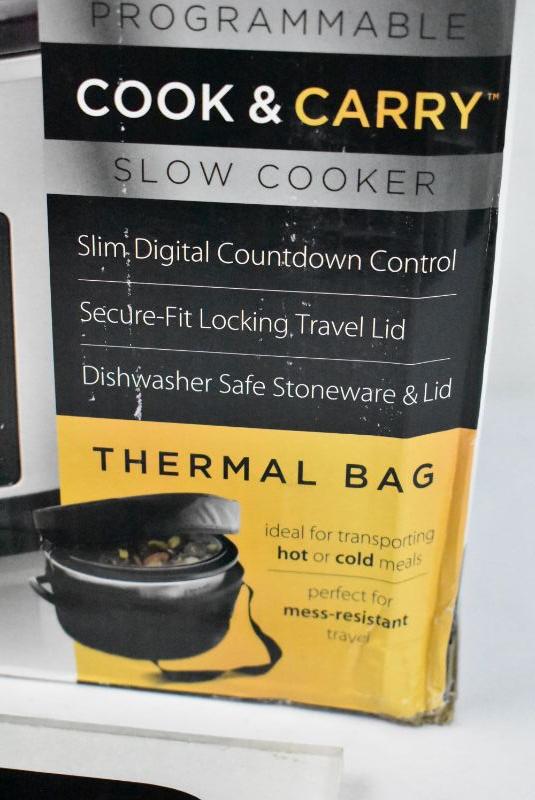 PROGRAMMABLE
COOK & CARRY™
SLOW COOKER
Slim Digital Countdown Control
Secure-Fit Locking Travel Lid
Dishwasher Safe Stoneware & Lid
THERMAL BAG
ideal for transporting
hot or cold meals
perfect for
mess-resistant
travel